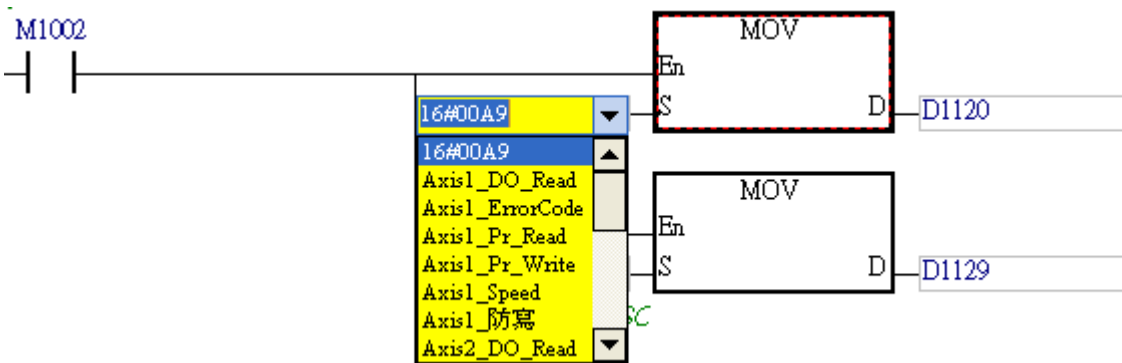 M1002
MOV
En
16#00A9
S
D
D1120
16#00A9
Axis1_DO_Read
Axis1_ErrorCode
Axis1_Pr_Read
Axis1_Pr_Write
Axis1_Speed
Axis1_防寫
Axis2_DO_Read
MOV
En
S
D
D1129
SC